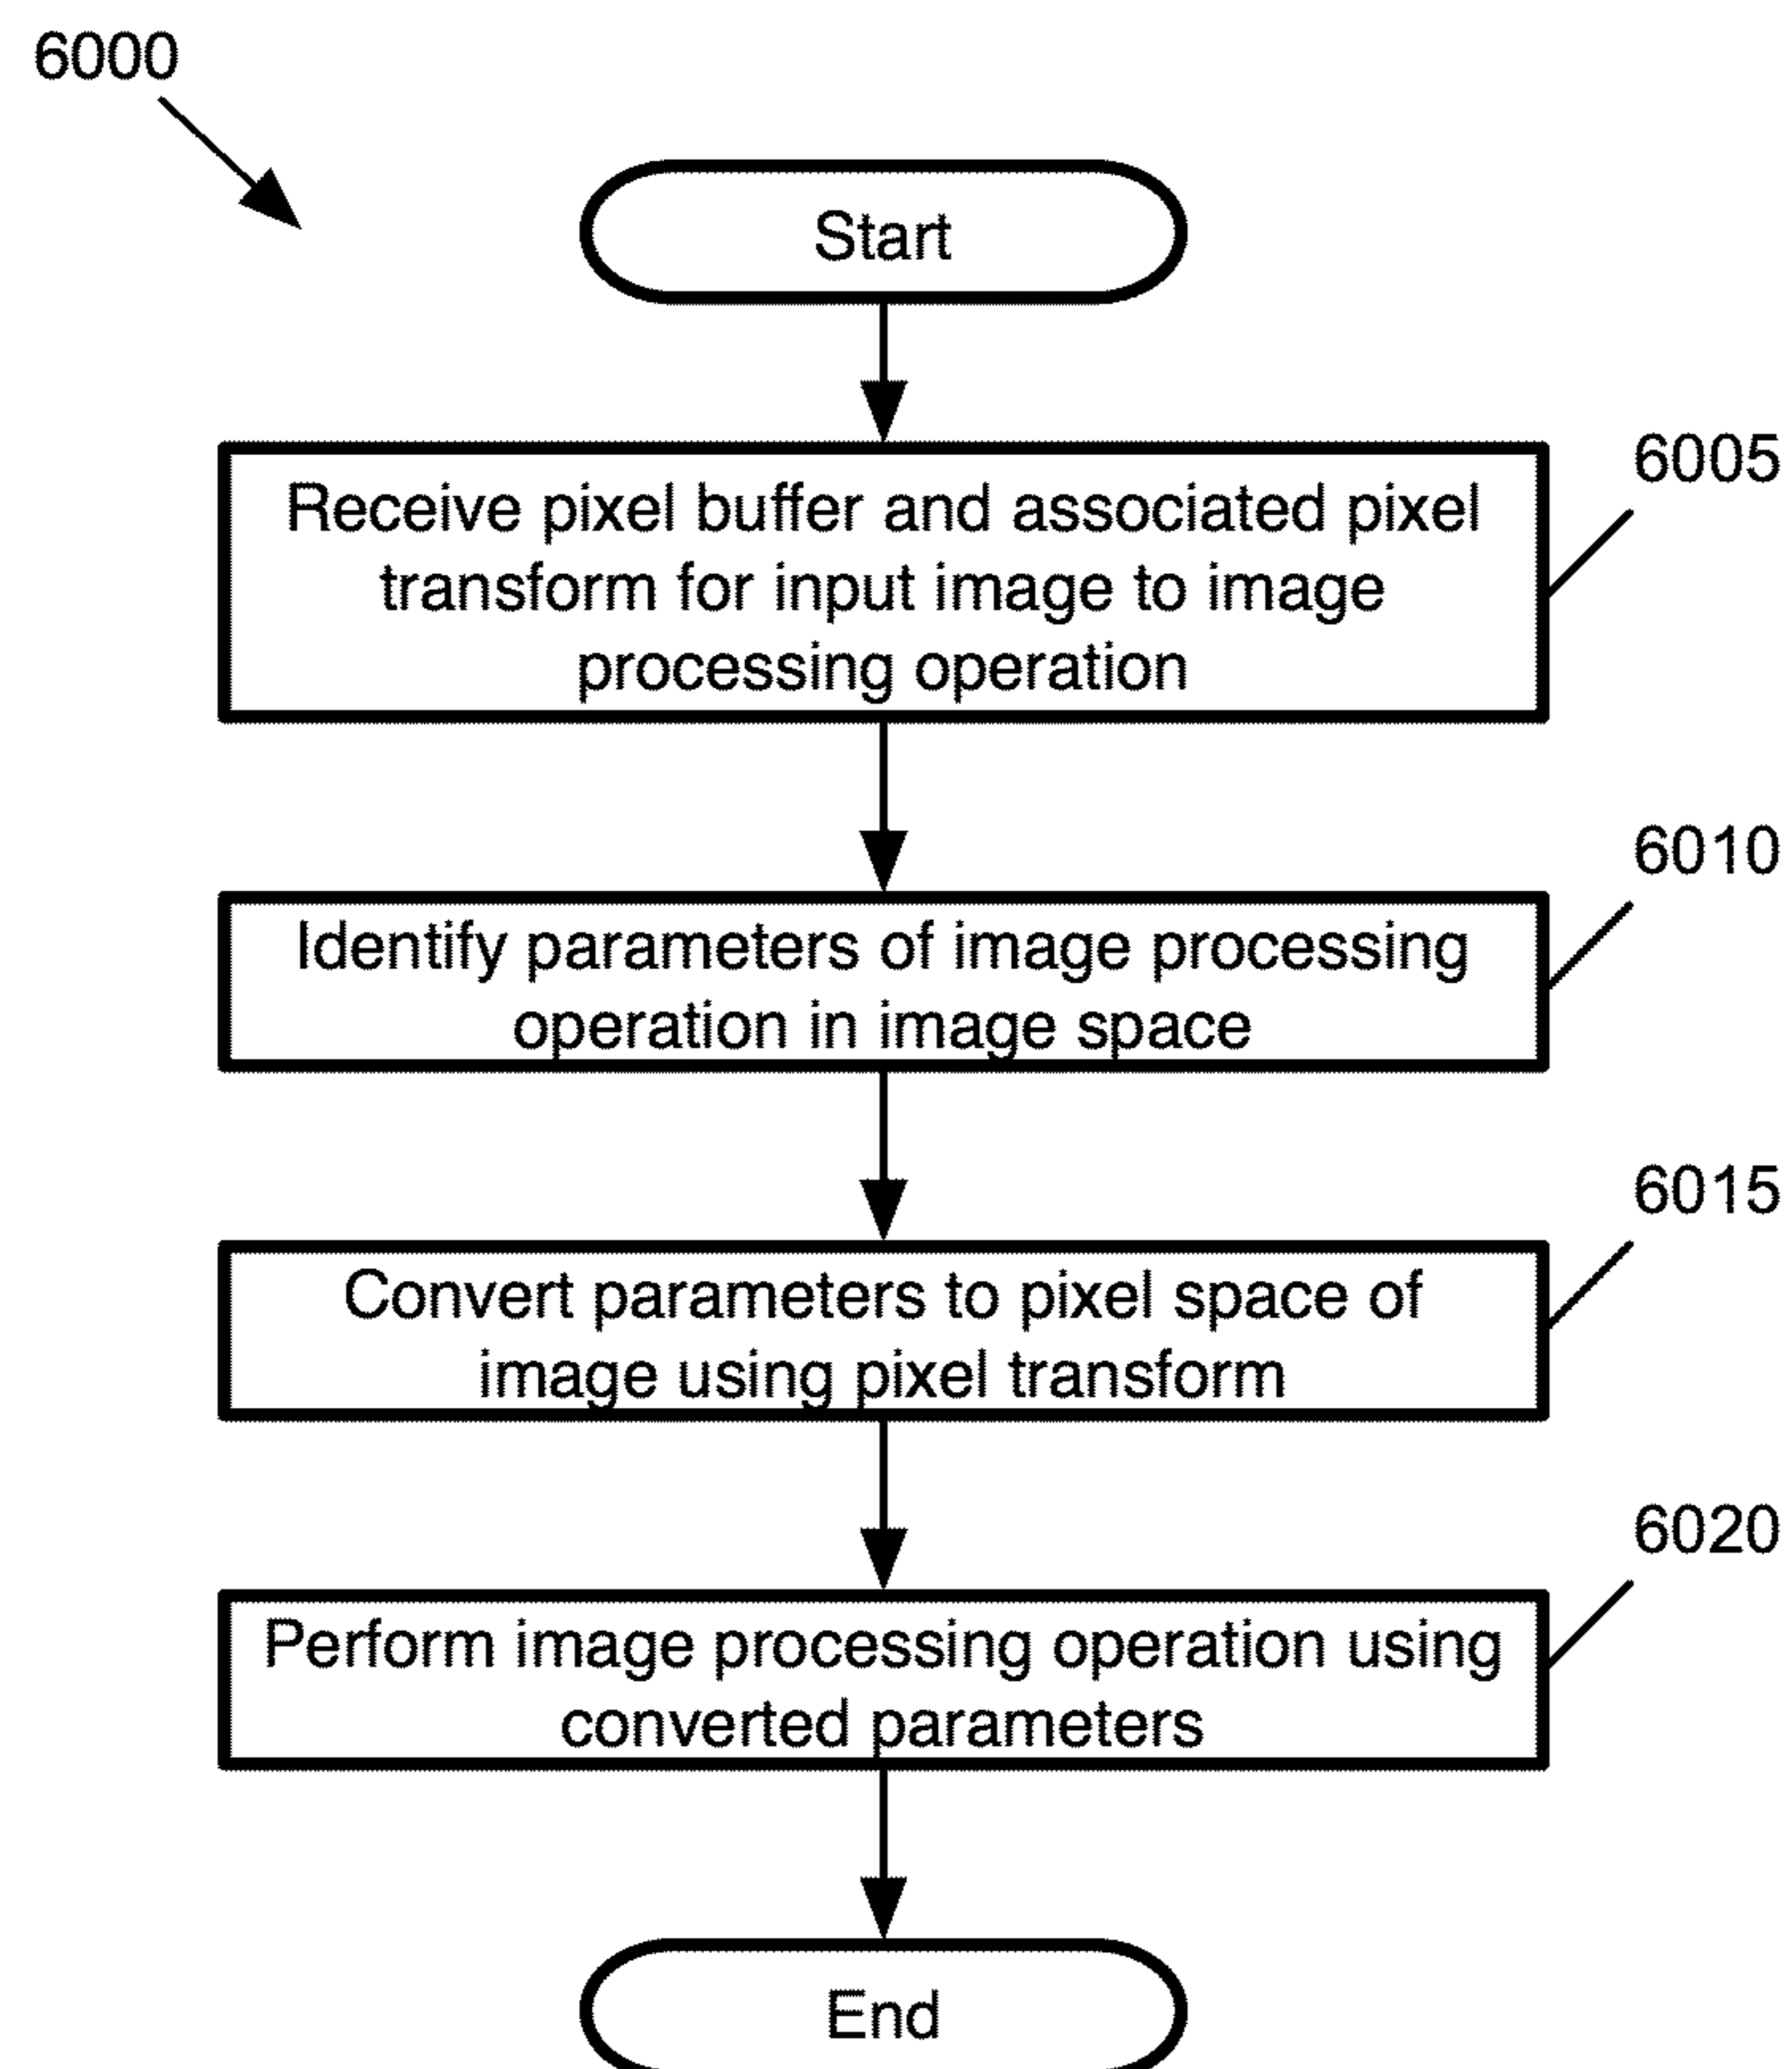 6000
Start
6005
Receive pixel buffer and associated pixel
transform for input image to image
processing operation
6010
Identify parameters of image processing
operation in image space
6015
Convert parameters to pixel space of
image using pixel transform
6020
Perform image processing operation using
converted parameters
End